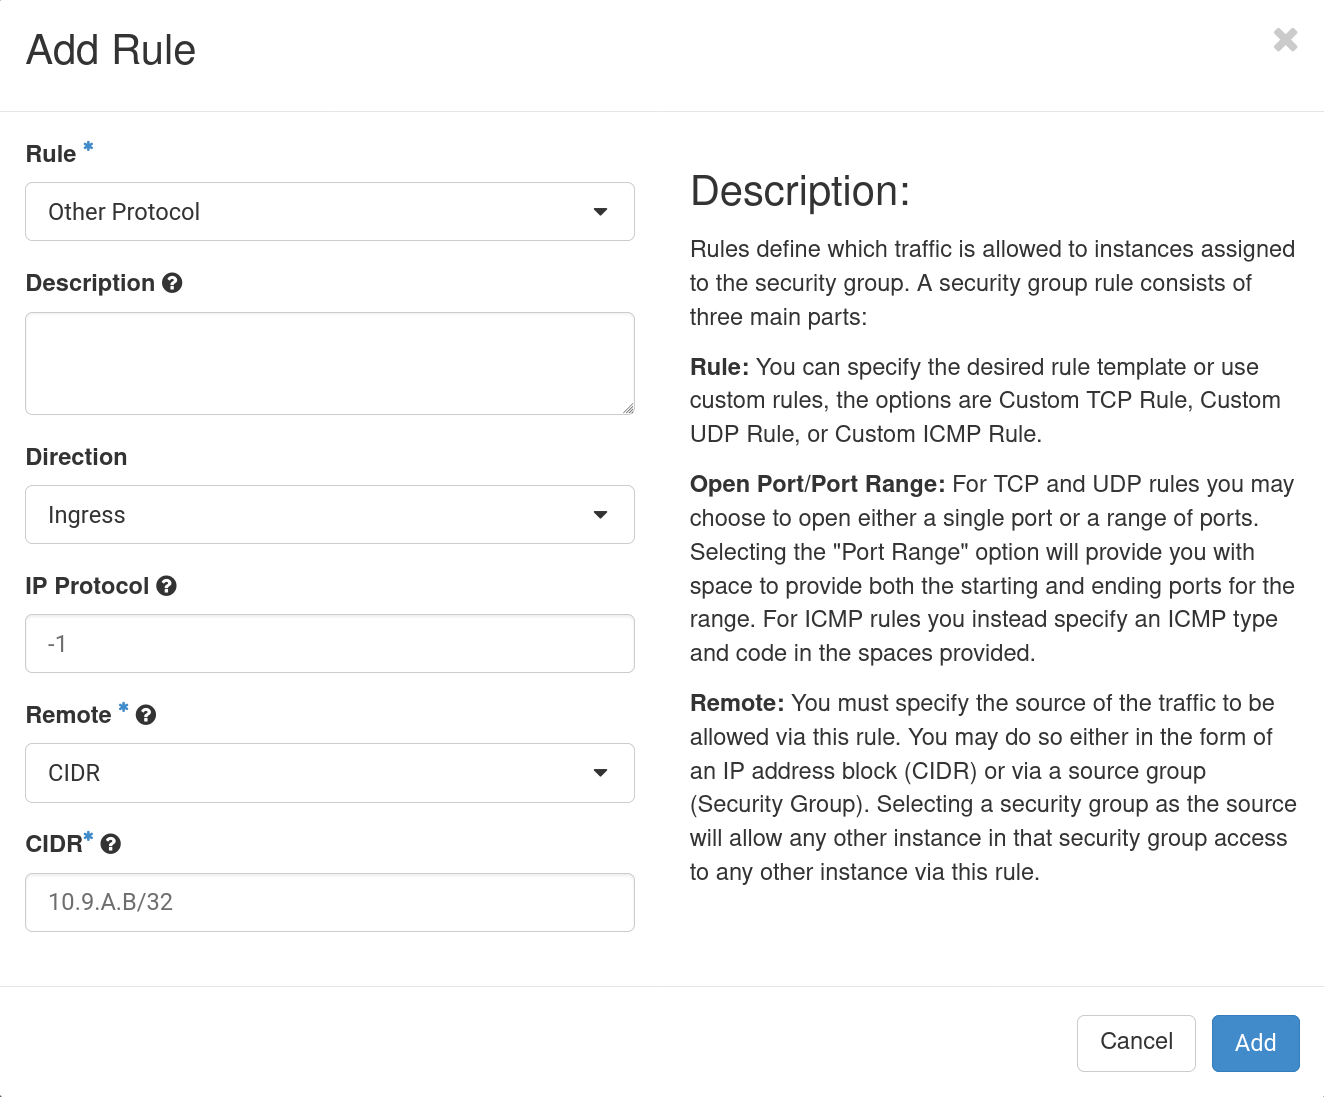 Add Rule
Rule *
Other Protocol
Description
Direction
Ingress
IP Protocol
-1
Remote *
CIDR
CIDR*
10.9.A.B/32
Description:
Rules define which traffic is allowed to instances assigned
to the security group. A security group rule consists of
three main parts:
Rule: You can specify the desired rule template or use
custom rules, the options are Custom TCP Rule, Custom
UDP Rule, or Custom ICMP Rule.
Open Port/Port Range: For TCP and UDP rules you may
choose to open either a single port or a range of ports.
Selecting the "Port Range" option will provide you with
space to provide both the starting and ending ports for the
range. For ICMP rules you instead specify an ICMP type
and code in the spaces provided.
Remote: You must specify the source of the traffic to be
allowed via this rule. You may do so either in the form of
an IP address block (CIDR) or via a source group
(Security Group). Selecting a security group as the source
will allow any other instance in that security group access
to any other instance via this rule.
Cancel
Add